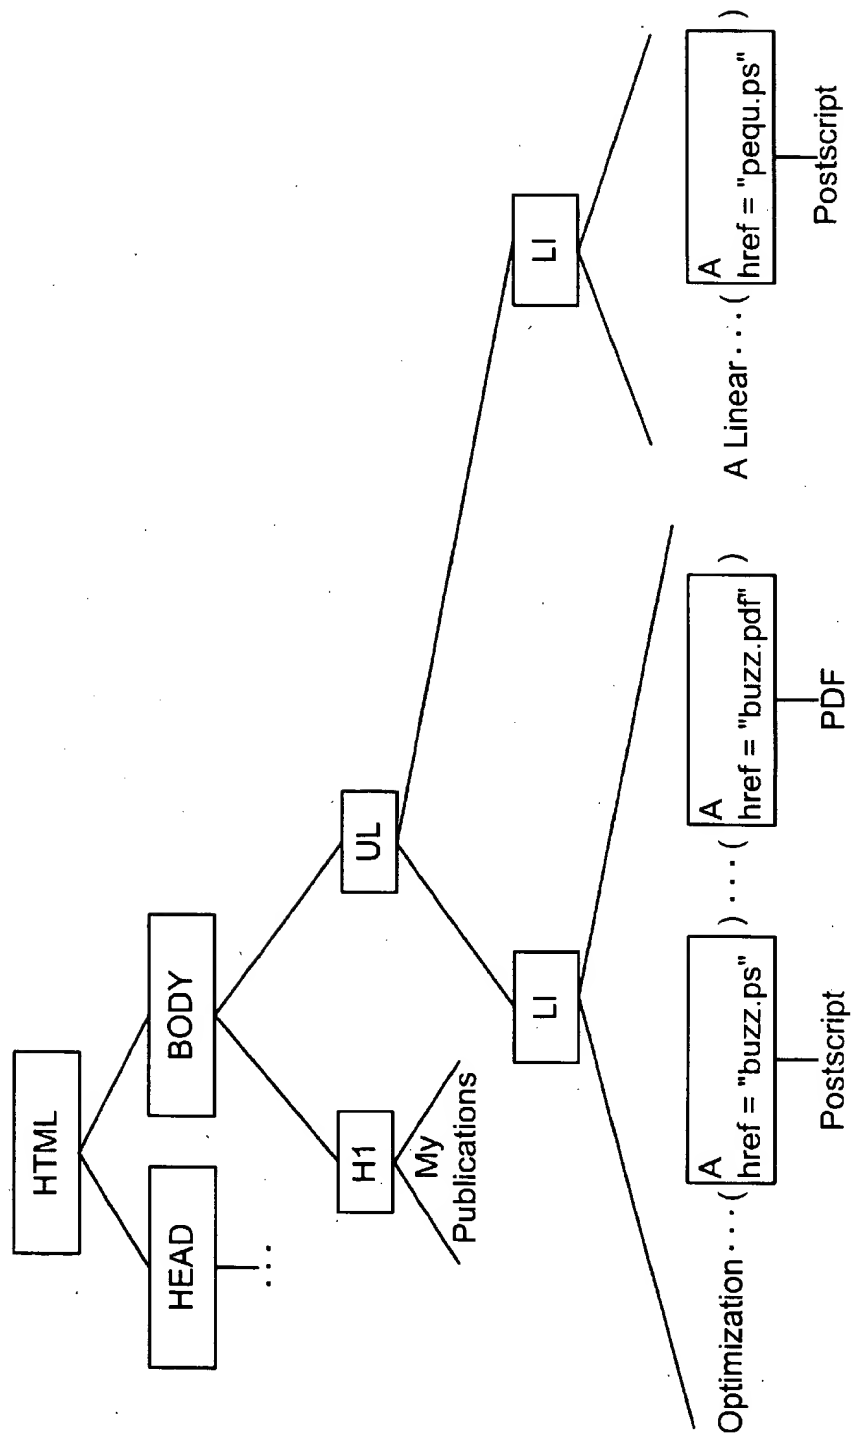 HTML
HEAD
BODY
...
H1
UL
My
Publications
LI
LI
Optimization ··· (
A
href = "buzz.ps"
) ··· (
A
href = "buzz.pdf"
)
A Linear ··· (
A
href = "pequ.ps"
)
Postscript
PDF
Postscript